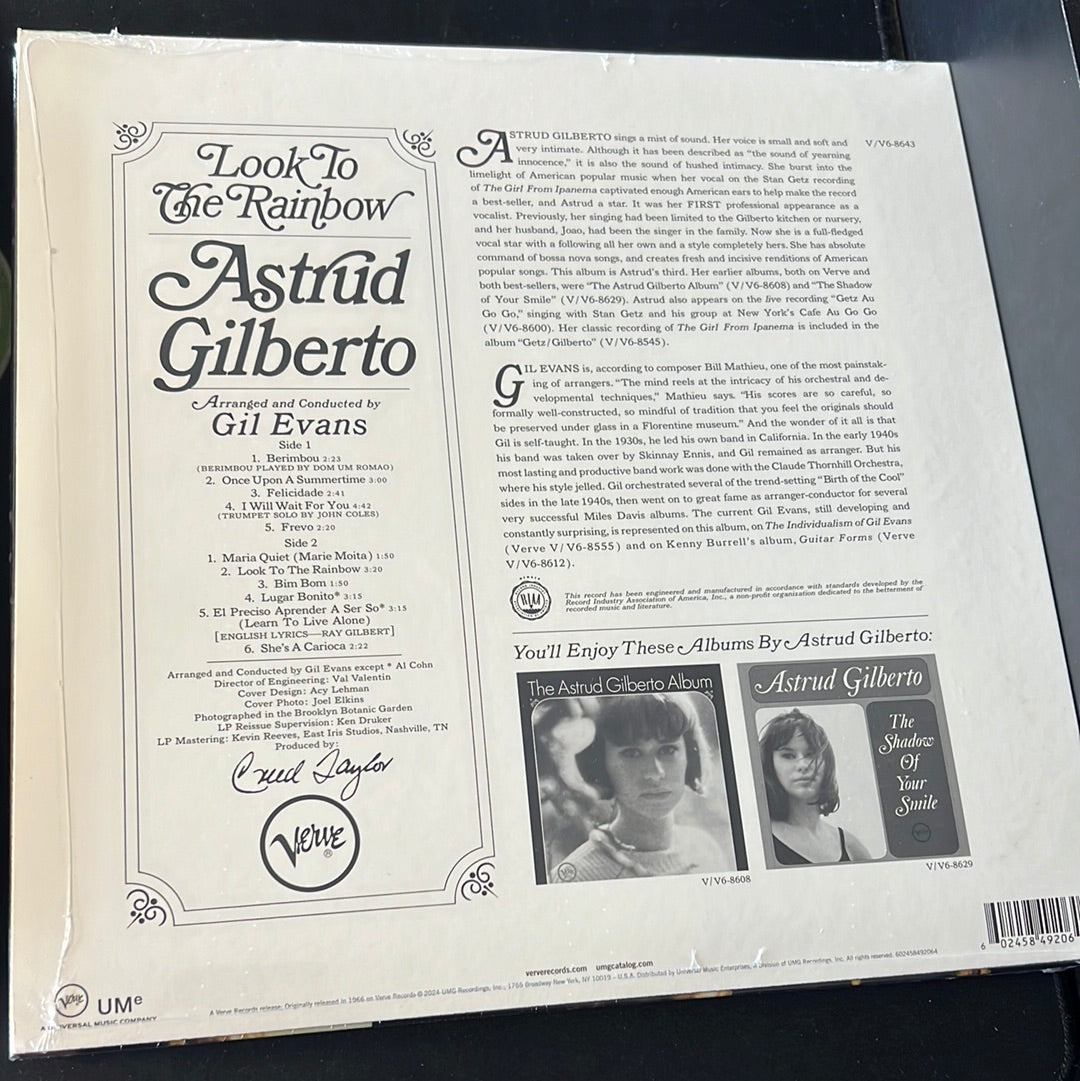 Look To
The Rainbow
Astrud
Gilberto
Arranged and Conducted by
Gil Evans
Side 1
1. Berimbou 2:23
(BERIMBOU PLAYED BY DOM UM ROMAO)
2. Once Upon A Summertime 3:00
3. Felicidade 2:41
4. I Will Wait For You 4:42
(TRUMPET SOLO BY JOHN COLES)
5. Frevo 2:20
Side 2
1. Maria Quiet (Marie Moita) 1:50
2. Look To The Rainbow 3:20
3. Bim Bom 1:50
4. Lugar Bonito* 3:15
5. El Preciso Aprender A Ser So* 3:15
(Learn To Live Alone)
[ENGLISH LYRICS—RAY GILBERT]
6. She's A Carioca 2:22
Arranged and Conducted by Gil Evans except * Al Cohn
Director of Engineering: Val Valentin
Cover Design: Acy Lehman
Cover Photo: Joel Elkins
Photographed in the Brooklyn Botanic Garden
LP Reissue Supervision: Ken Druker
LP Mastering: Kevin Reeves, East Iris Studios, Nashville, TN
Produced by:
Creed Taylor
Verve
®
ASTRUD GILBERTO sings a mist of sound. Her voice is small and soft and
very intimate. Although it has been described as "the sound of yearning
innocence," it is also the sound of hushed intimacy. She burst into the
limelight of American popular music when her vocal on the Stan Getz recording
of The Girl From Ipanema captivated enough American ears to help make the record
a best-seller, and Astrud a star. It was her FIRST professional appearance as a
vocalist. Previously, her singing had been limited to the Gilberto kitchen or nursery,
and her husband, Joao, had been the singer in the family. Now she is a full-fledged
vocal star with a following all her own and a style completely hers. She has absolute
command of bossa nova songs, and creates fresh and incisive renditions of American
popular songs. This album is Astrud's third. Her earlier albums, both on Verve and
both best-sellers, were "The Astrud Gilberto Album" (V/V6-8608) and "The Shadow
of Your Smile" (V/V6-8629). Astrud also appears on the live recording "Getz Au
Go Go," singing with Stan Getz and his group at New York's Cafe Au Go Go
(V/V6-8600). Her classic recording of The Girl From Ipanema is included in the
album "Getz/Gilberto" (V/V6-8545).
V/V6-8643
GIL EVANS is, according to composer Bill Mathieu, one of the most painstak-
ing of arrangers. "The mind reels at the intricacy of his orchestral and de-
velopmental techniques," Mathieu says. "His scores are so careful, so
formally well-constructed, so mindful of tradition that you feel the originals should
be preserved under glass in a Florentine museum." And the wonder of it all is that
Gil is self-taught. In the 1930s, he led his own band in California. In the early 1940s
his band was taken over by Skinnay Ennis, and Gil remained as arranger. But his
most lasting and productive band work was done with the Claude Thornhill Orchestra,
where his style jelled. Gil orchestrated several of the trend-setting "Birth of the Cool"
sides in the late 1940s, then went on to great fame as arranger-conductor for several
very successful Miles Davis albums. The current Gil Evans, still developing and
constantly surprising, is represented on this album, on The Individualism of Gil Evans
(Verve V/V6-8555) and on Kenny Burrell's album, Guitar Forms (Verve
V/V6-8612).
This record has been engineered and manufactured in accordance with standards developed by the
Record Industry Association of America, Inc., a non-profit organization dedicated to the betterment of
recorded music and literature.
You'll Enjoy These Albums By Astrud Gilberto:
The Astrud Gilberto Album
V/V6-8608
Astrud Gilberto
The
Shadow
Of
Your
Smile
V/V6-8629
6 02458 49206
ververecords.com umgcatalog.com
A Verve Records release. Originally released in 1966 on Verve Records © 2024 UMG Recordings, Inc., 1755 Broadway New York, NY 10019 – U.S.A. Distributed by Universal Music Enterprises, a Division of UMG Recordings, Inc. All rights reserved. 602458492064
Verve
UMe
A UNIVERSAL MUSIC COMPANY